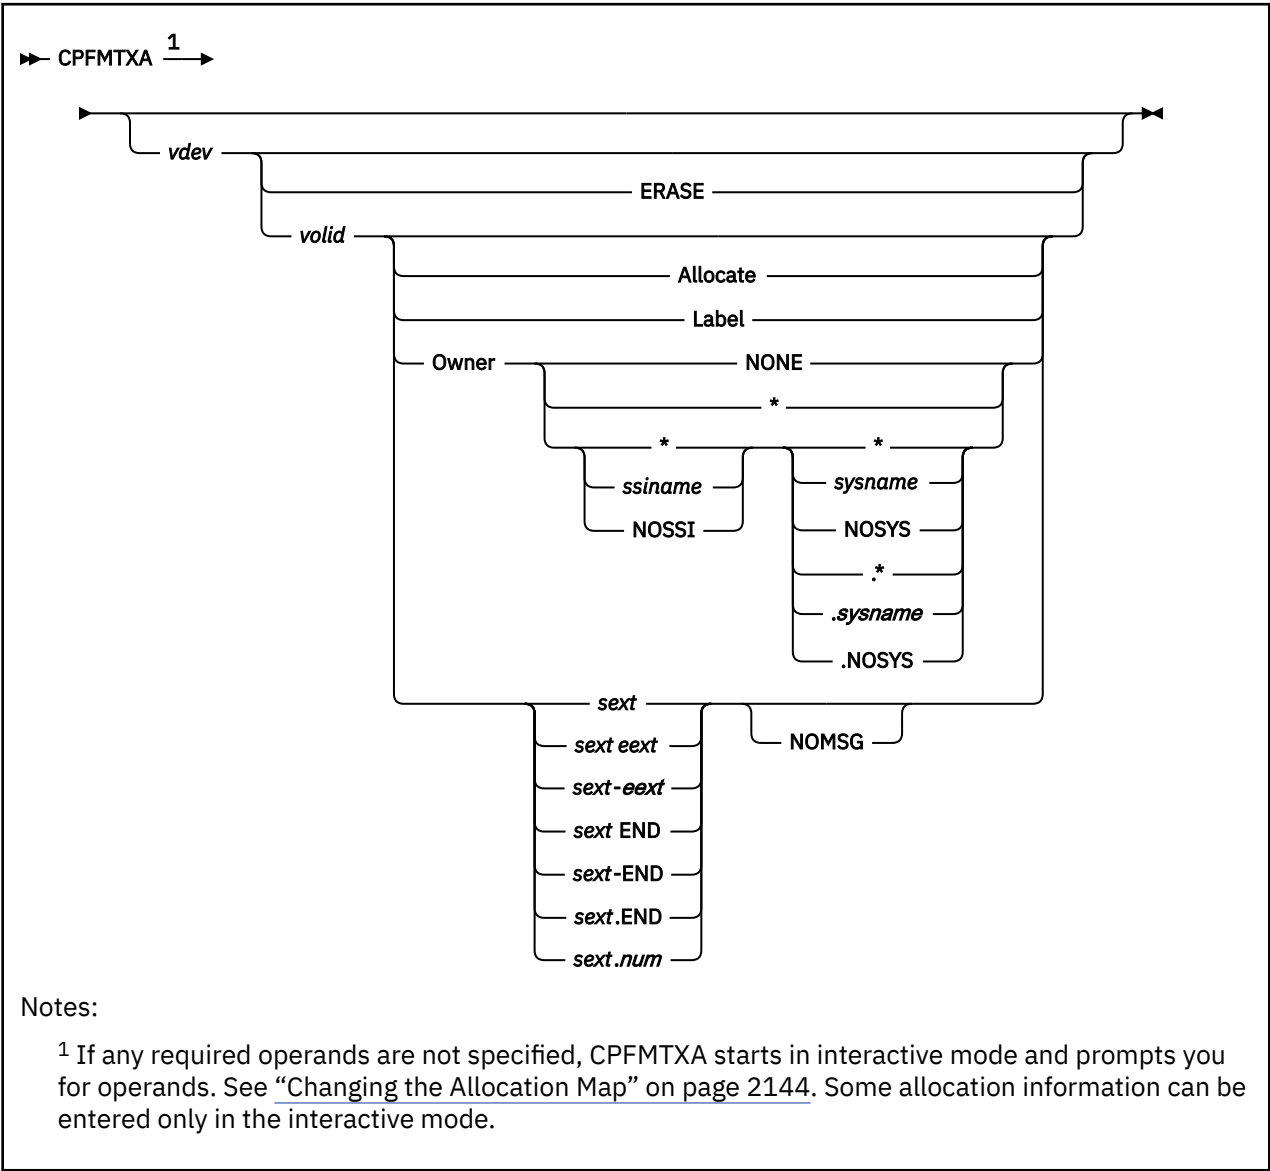 CPFMTXA 1
vdev
ERASE
volid
Allocate
Label
Owner NONE
*
* *
ssiname sysname
NOSSI NOSYS
.*
.sysname
.NOSYS
sext
sext eext NOMSG
sext-eext
sext END
sext-END
sext.END
sext.num
Notes:
1 If any required operands are not specified, CPFMTXA starts in interactive mode and prompts you
for operands. See “Changing the Allocation Map” on page 2144. Some allocation information can be
entered only in the interactive mode.